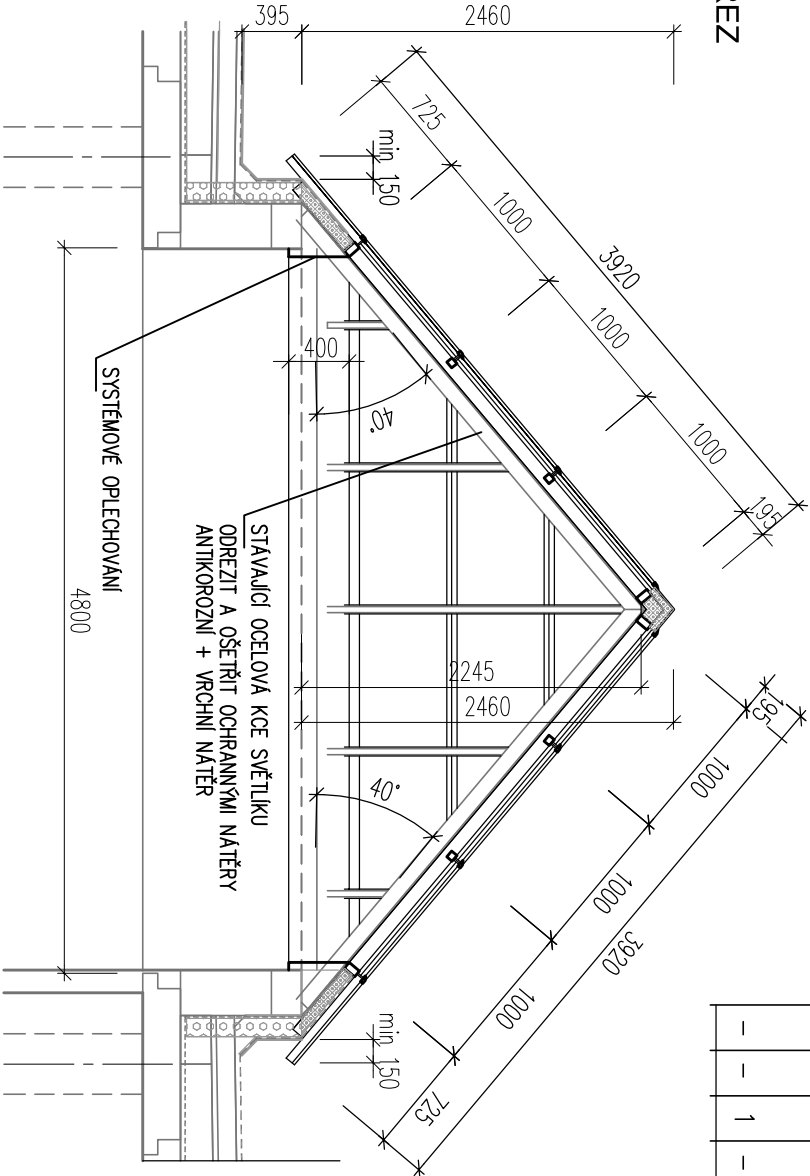 ŘEZ
395
2460
725
1000
1000
1000
195
3920
min 150
400
40°
SYSTÉMOVÉ OPLECHOVÁNÍ
STÁVAJÍCÍ OCELOVÁ KCE SVĚTLÍKU
ODREZIT A OŠETŘIT OCHRANNÝMI NÁTĚRY
ANTIKOROZNÍ + VRCHNÍ NÁTĚR
4800
2245
2460
40°
195
1000
1000
1000
725
3920
min 150
- - 1 -